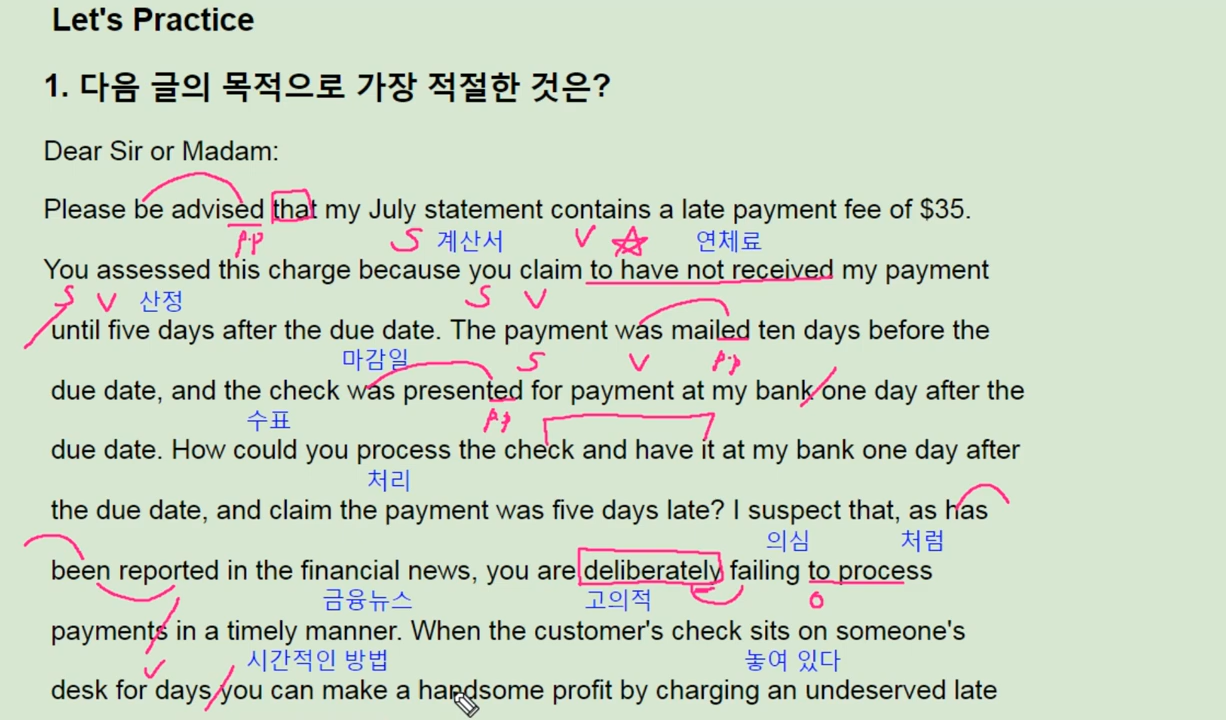 Let's Practice
1. 다음 글의 목적으로 가장 적절한 것은?
Dear Sir or Madam:
Please be advised that my July statement contains a late payment fee of $35.
p.p S 계산서 V 연체료
You assessed this charge because you claim to have not received my payment
S V 산정 S V
until five days after the due date. The payment was mailed ten days before the
마감일 S V p.p
due date, and the check was presented for payment at my bank one day after the
수표 p.p
due date. How could you process the check and have it at my bank one day after
처리
the due date, and claim the payment was five days late? I suspect that, as has
의심 처럼
been reported in the financial news, you are deliberately failing to process
금융뉴스 고의적 O
payments in a timely manner. When the customer's check sits on someone's
시간적인 방법 놓여 있다
desk for days, you can make a handsome profit by charging an undeserved late